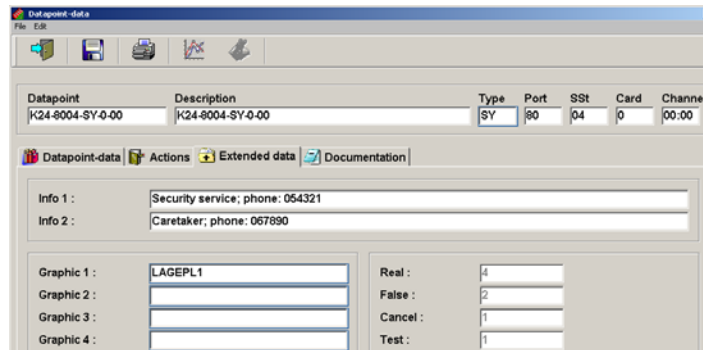 Datapoint-data
File Edit
Datapoint Description Type Port SSt Card Channe
K24-8004-SY-0-00 K24-8004-SY-0-00 SY 80 04 0 00:00
Datapoint-data Actions Extended data Documentation
Info 1 : Security service; phone: 054321
Info 2 : Caretaker; phone: 067890
Graphic 1 : LAGEPL1 Real : 4
Graphic 2 : False : 2
Graphic 3 : Cancel : 1
Graphic 4 : Test : 1